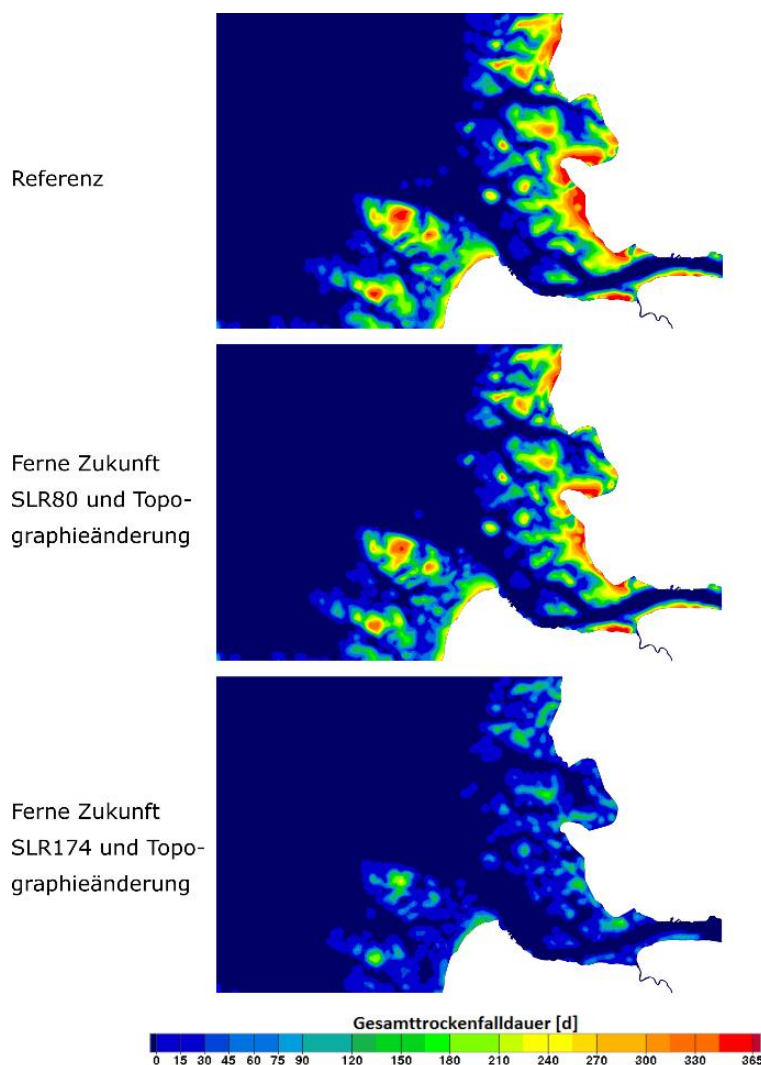 Referenz
Ferne Zukunft
SLR80 und Topo-
graphieänderung
Ferne Zukunft
SLR174 und Topo-
graphieänderung
Gesamttrockenfalldauer [d]
0 15 30 45 60 75 90 120 150 180 210 240 270 300 330 365